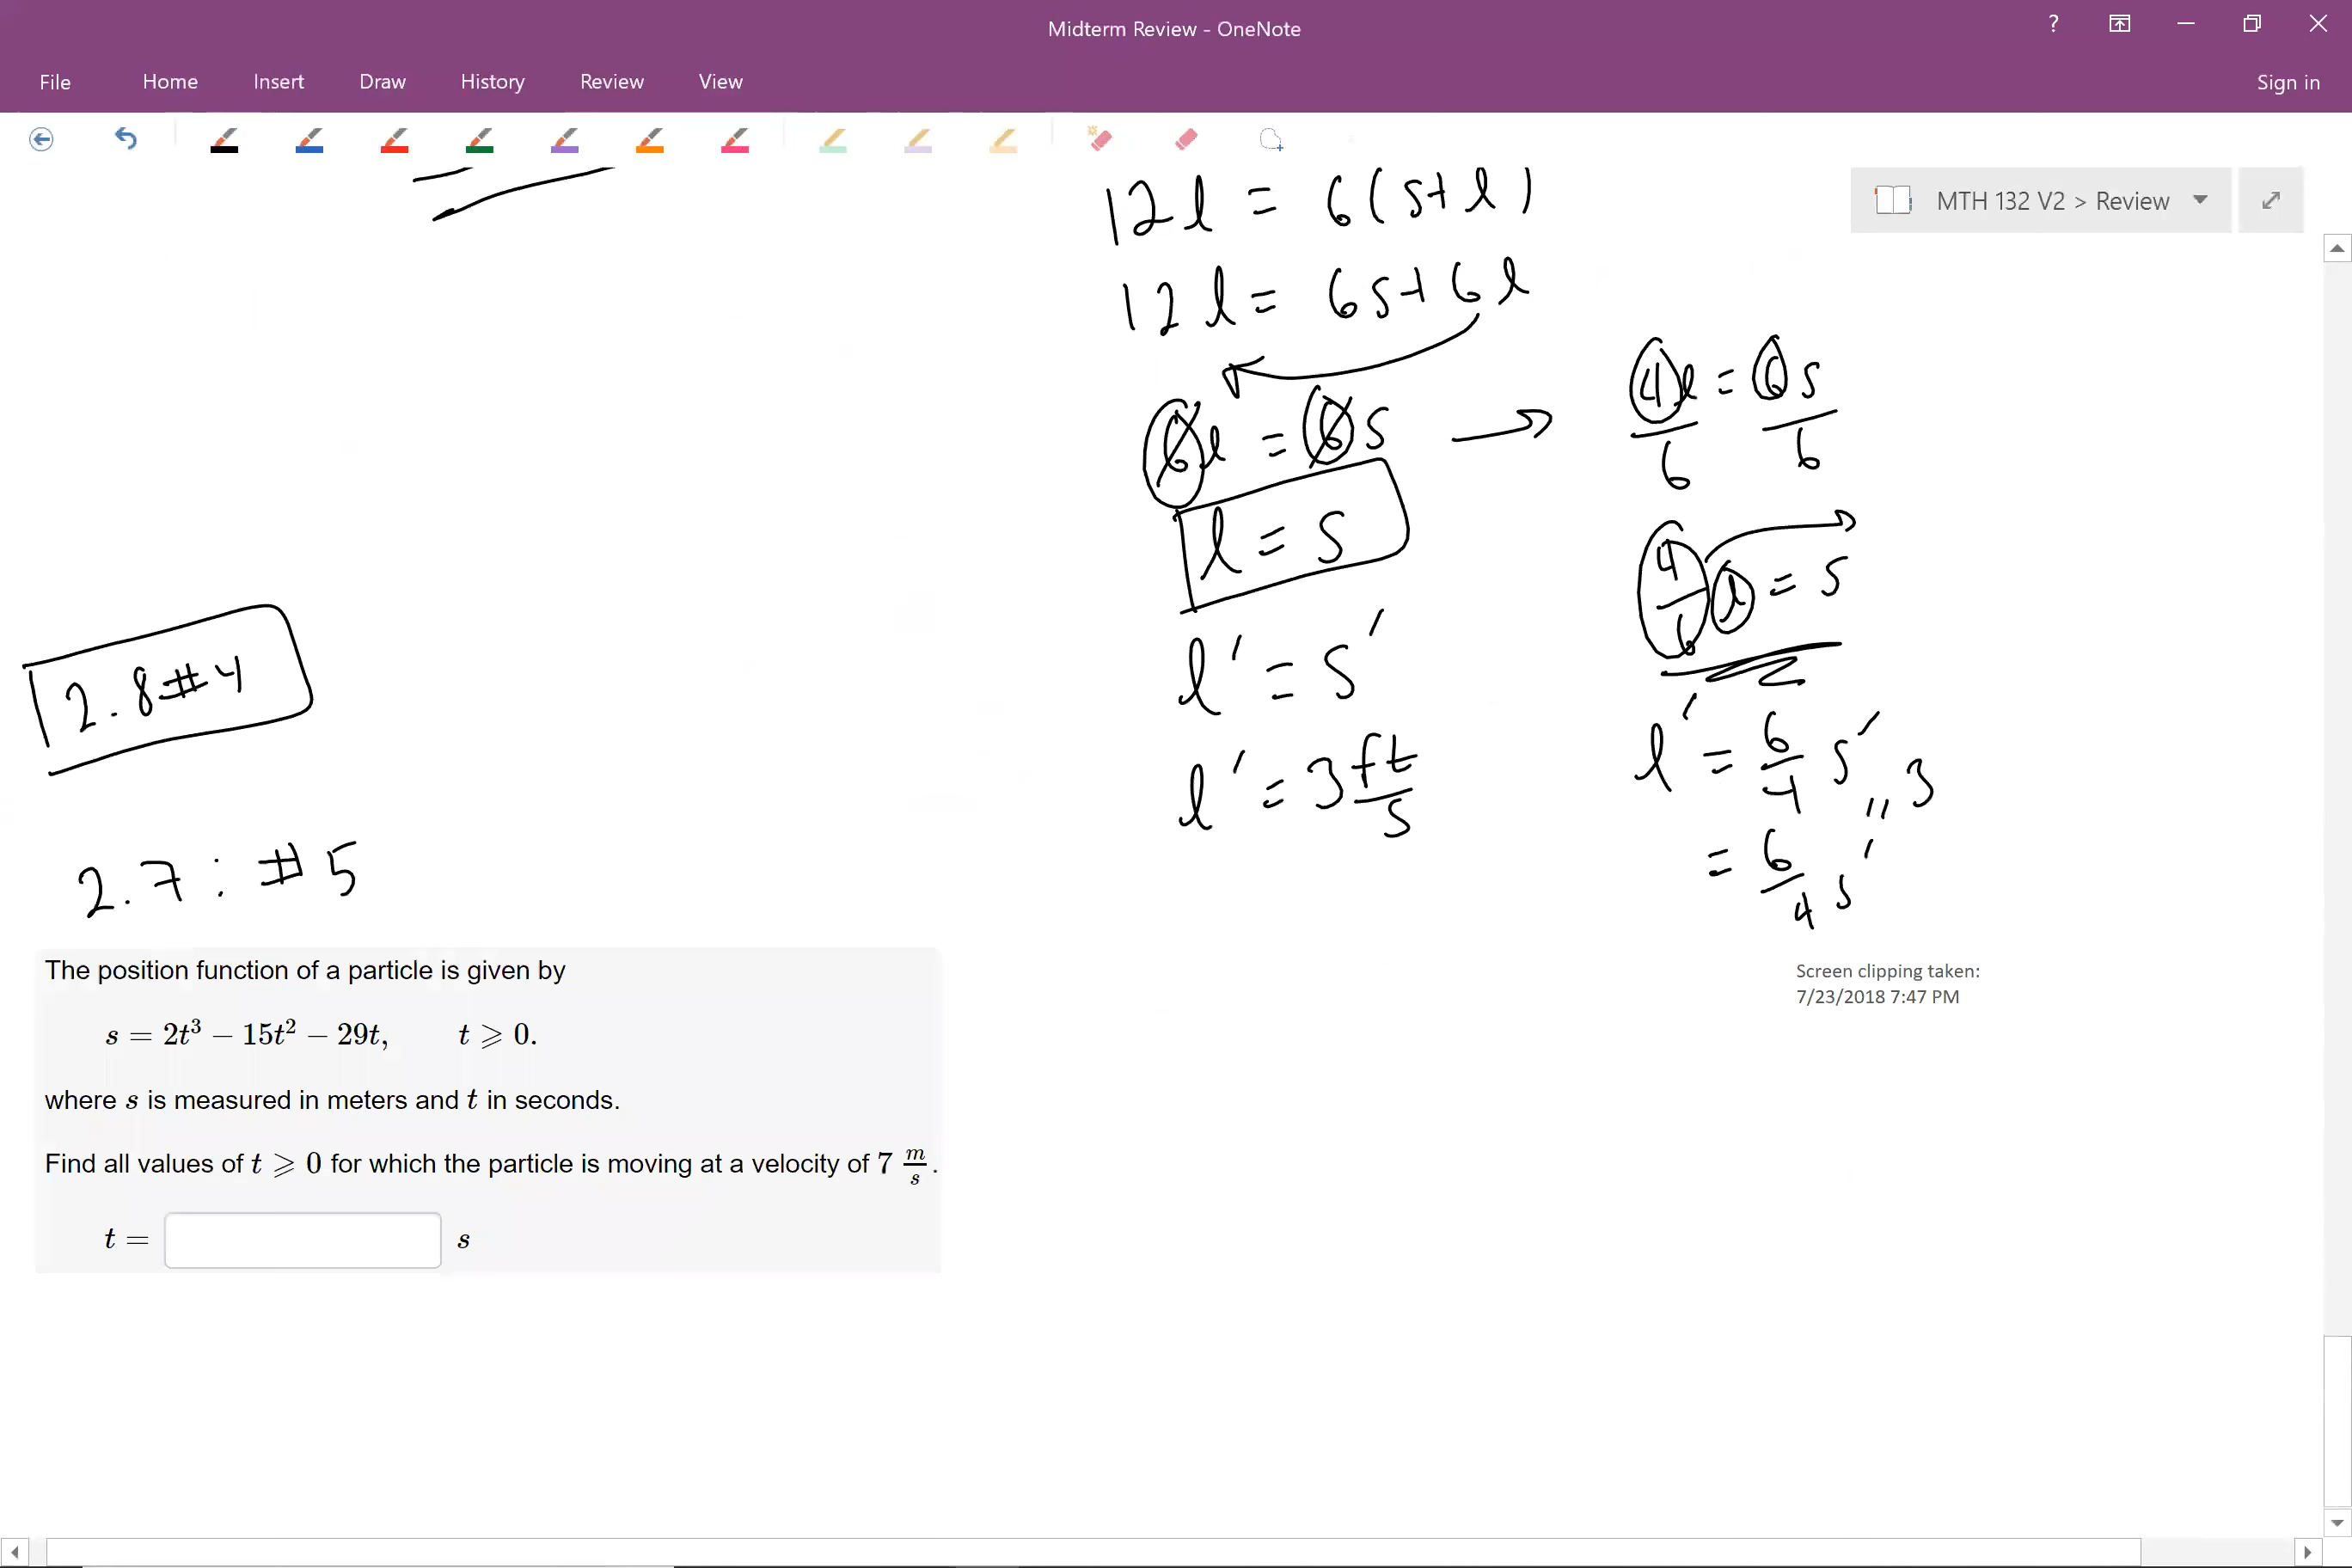 Midterm Review - OneNote
?
File Home Insert Draw History Review View
Sign in
MTH 132 V2 > Review
12l = 6(s+l)
12l = 6s+6l
6l = 6s
l = s
l' = s'
l' = 3 ft/s
4l/6 = 6s/6
4/6 l = s
l' = 6/4 s' " 3
= 6/4 s'
2.8#4
2.7: #5
The position function of a particle is given by
s = 2t³ − 15t² − 29t, t ⩾ 0.
where s is measured in meters and t in seconds.
Find all values of t ⩾ 0 for which the particle is moving at a velocity of 7 m/s.
t = s
Screen clipping taken:
7/23/2018 7:47 PM